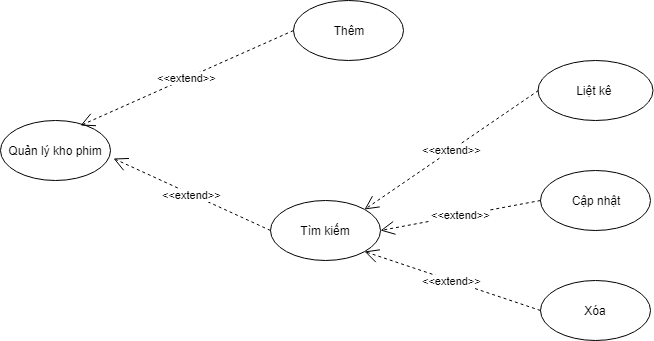 Thêm
<<extend>>
Liệt kê
Quản lý kho phim
<<extend>>
<<extend>>
Cập nhật
<<extend>>
Tìm kiếm
<<extend>>
Xóa